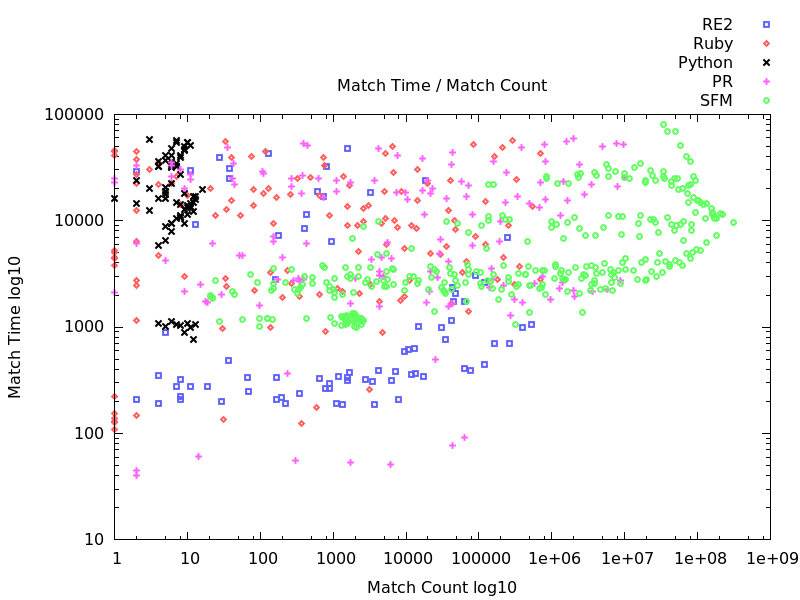 RE2
Ruby
Python
PR
SFM
Match Time / Match Count
100000
10000
1000
100
10
Match Time log10
1 10 100 1000 10000 100000 1e+06 1e+07 1e+08 1e+09
Match Count log10